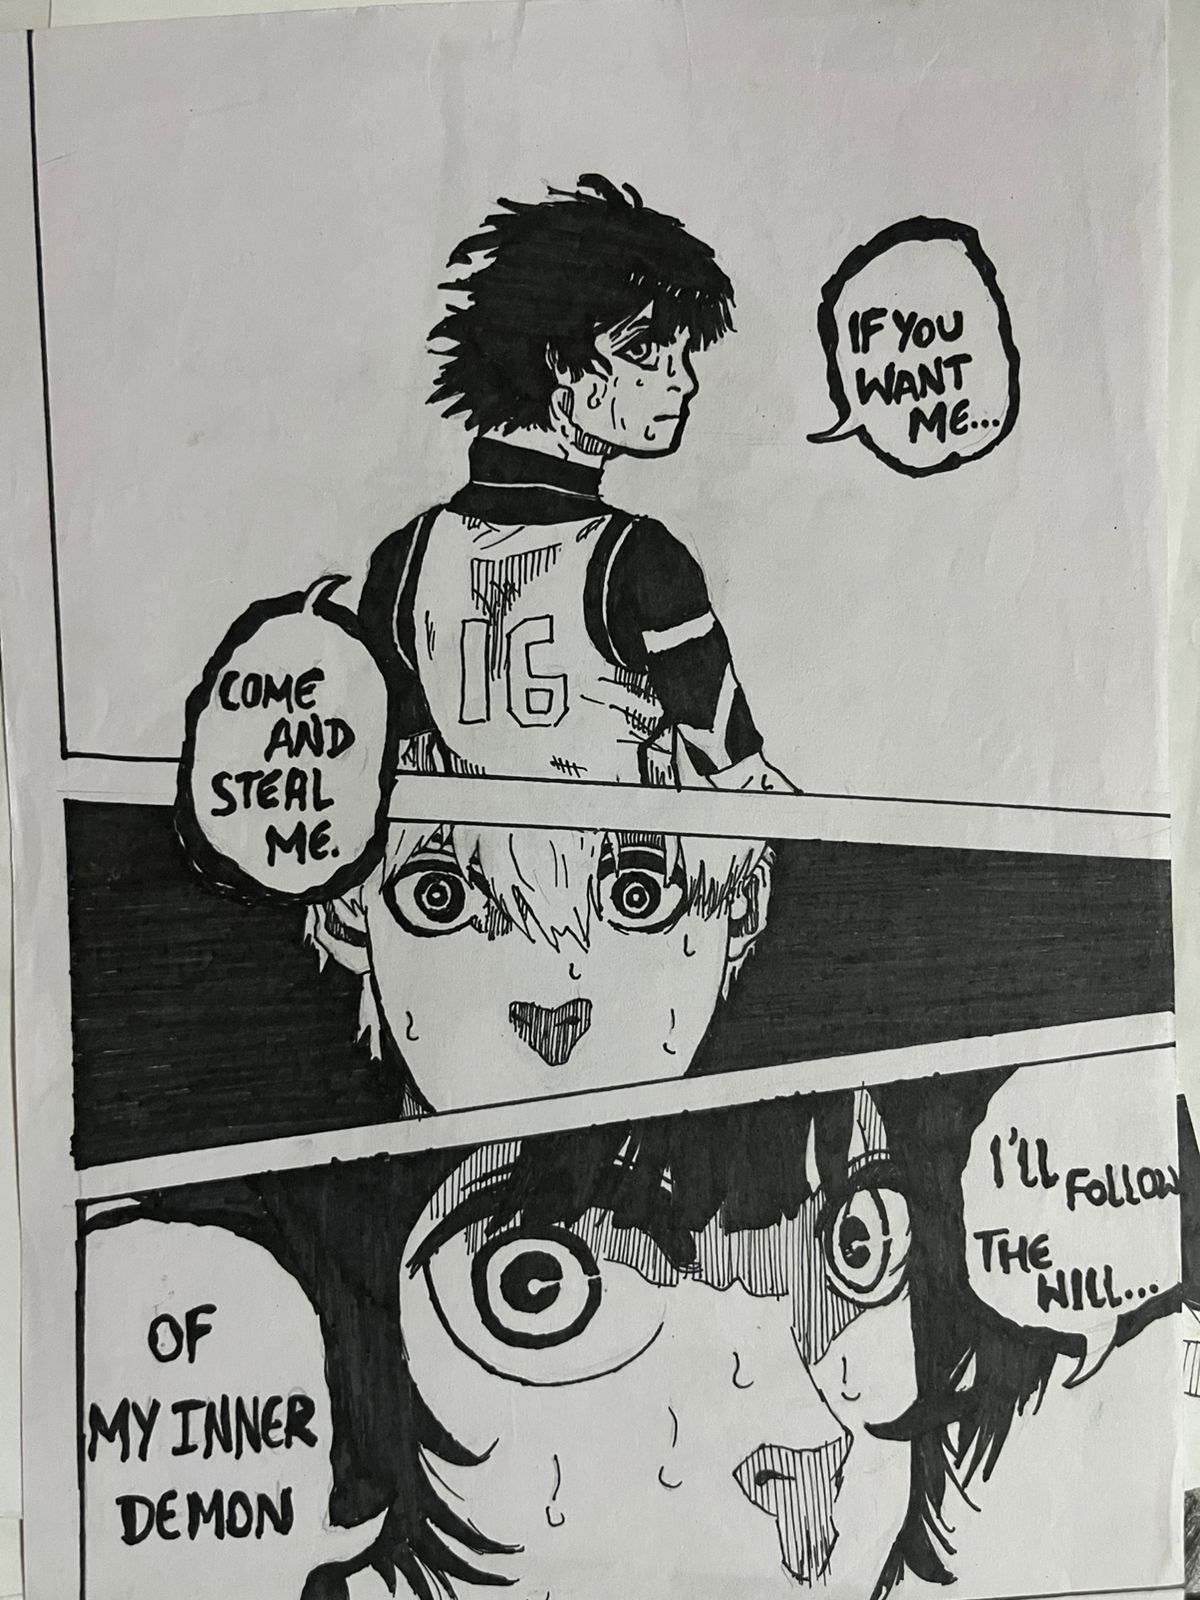 IF YOU
WANT
ME...
16
COME
AND
STEAL
ME.
I'LL FOLLOW
THE
WILL...
OF
MY INNER
DEMON